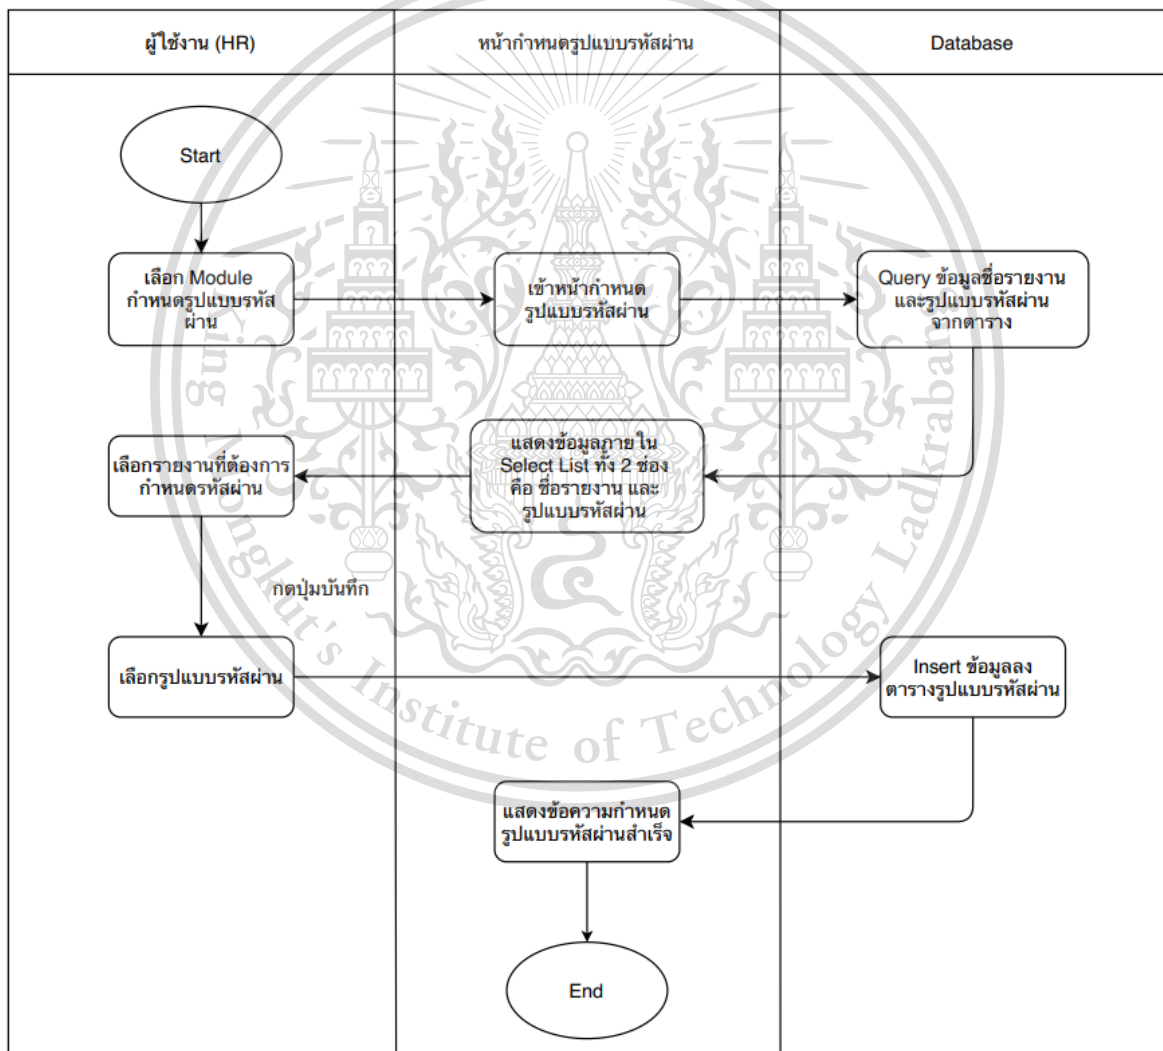 ผู้ใช้งาน (HR)
หน้ากำหนดรูปแบบรหัสผ่าน
Database
Start
เลือก Module
กำหนดรูปแบบรหัส
ผ่าน
เข้าหน้ากำหนด
รูปแบบรหัสผ่าน
Query ข้อมูลชื่อรายงาน
และรูปแบบรหัสผ่าน
จากตาราง
แสดงข้อมูลภายใน
Select List ทั้ง 2 ช่อง
คือ ชื่อรายงาน และ
รูปแบบรหัสผ่าน
เลือกรายงานที่ต้องการ
กำหนดรหัสผ่าน
กดปุ่มบันทึก
เลือกรูปแบบรหัสผ่าน
Insert ข้อมูลลง
ตารางรูปแบบรหัสผ่าน
แสดงข้อความกำหนด
รูปแบบรหัสผ่านสำเร็จ
End
King Mongkut's Institute of Technology Ladkrabang